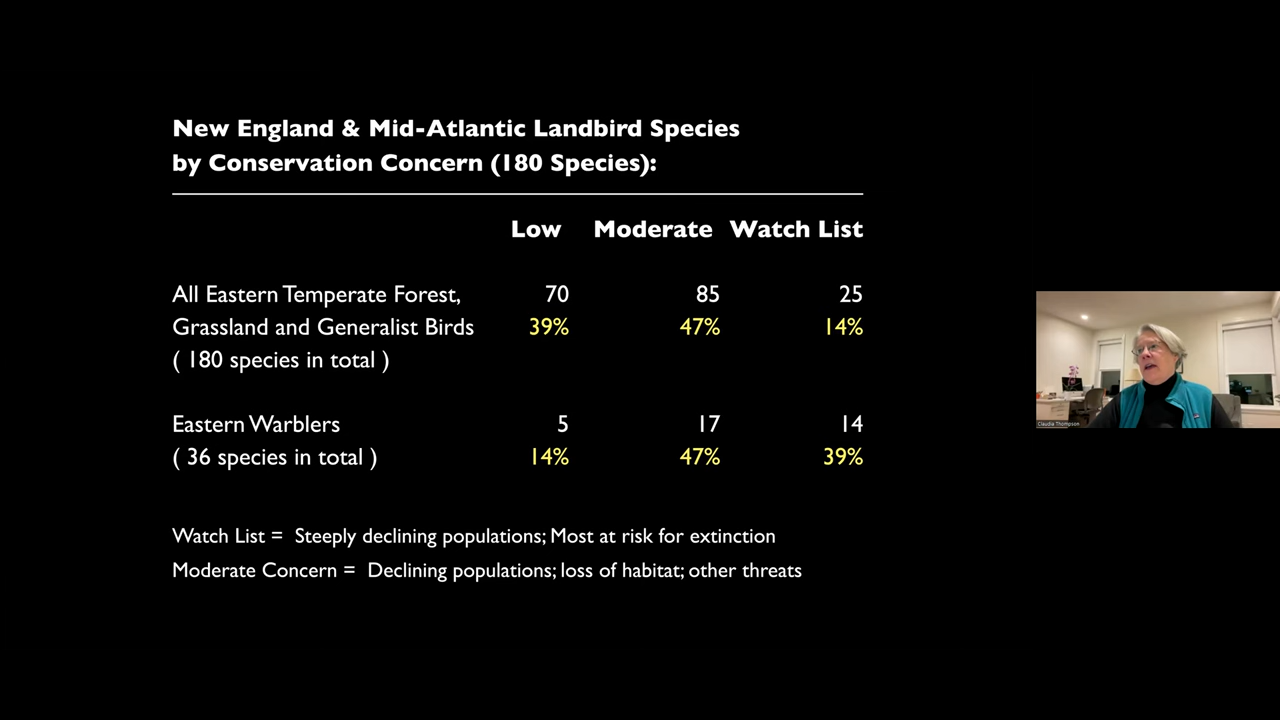 New England & Mid-Atlantic Landbird Species
by Conservation Concern (180 Species):
Low Moderate Watch List
All Eastern Temperate Forest, 70 85 25
Grassland and Generalist Birds 39% 47% 14%
( 180 species in total )
Eastern Warblers 5 17 14
( 36 species in total ) 14% 47% 39%
Watch List = Steeply declining populations; Most at risk for extinction
Moderate Concern = Declining populations; loss of habitat; other threats
Claudia Thompson